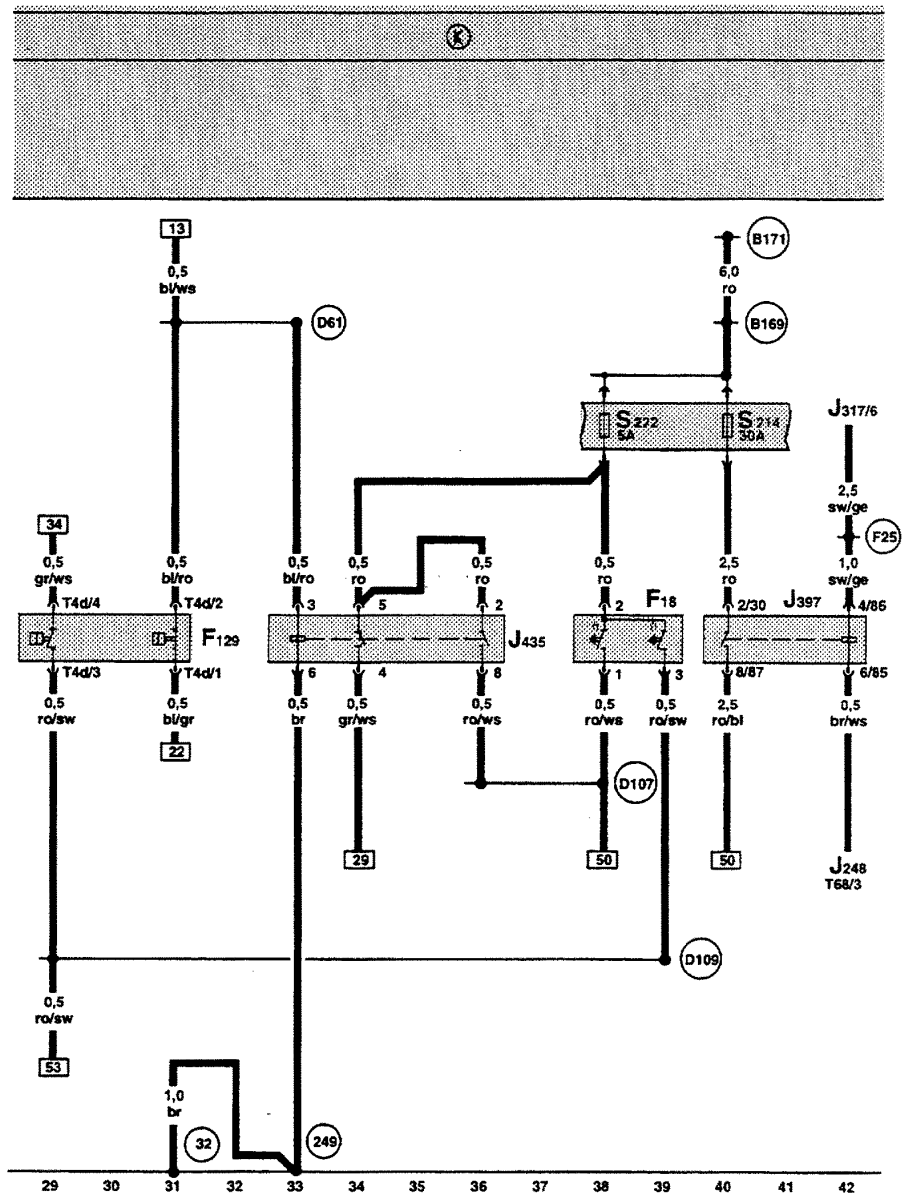 K
13
B171
0,5
bl/ws
6,0
ro
D61
B169
S222
5A
S214
30A
J317/6
2,5
sw/ge
34
F25
0,5
gr/ws
0,5
bl/ro
0,5
bl/ro
0,5
ro
0,5
ro
0,5
ro
2,5
ro
1,0
sw/ge
T4d/4
T4d/2
3
5
2
2
F18
2/30
J397
4/86
F129
J435
T4d/3
T4d/1
6
4
8
1
3
8/87
6/85
0,5
ro/sw
0,5
bl/gr
0,5
br
0,5
gr/ws
0,5
ro/ws
0,5
ro/ws
0,5
ro/sw
2,5
ro/bl
0,5
br/ws
22
D107
29
50
50
J248
T68/3
D109
0,5
ro/sw
53
1,0
br
32
249
29 30 31 32 33 34 35 36 37 38 39 40 41 42